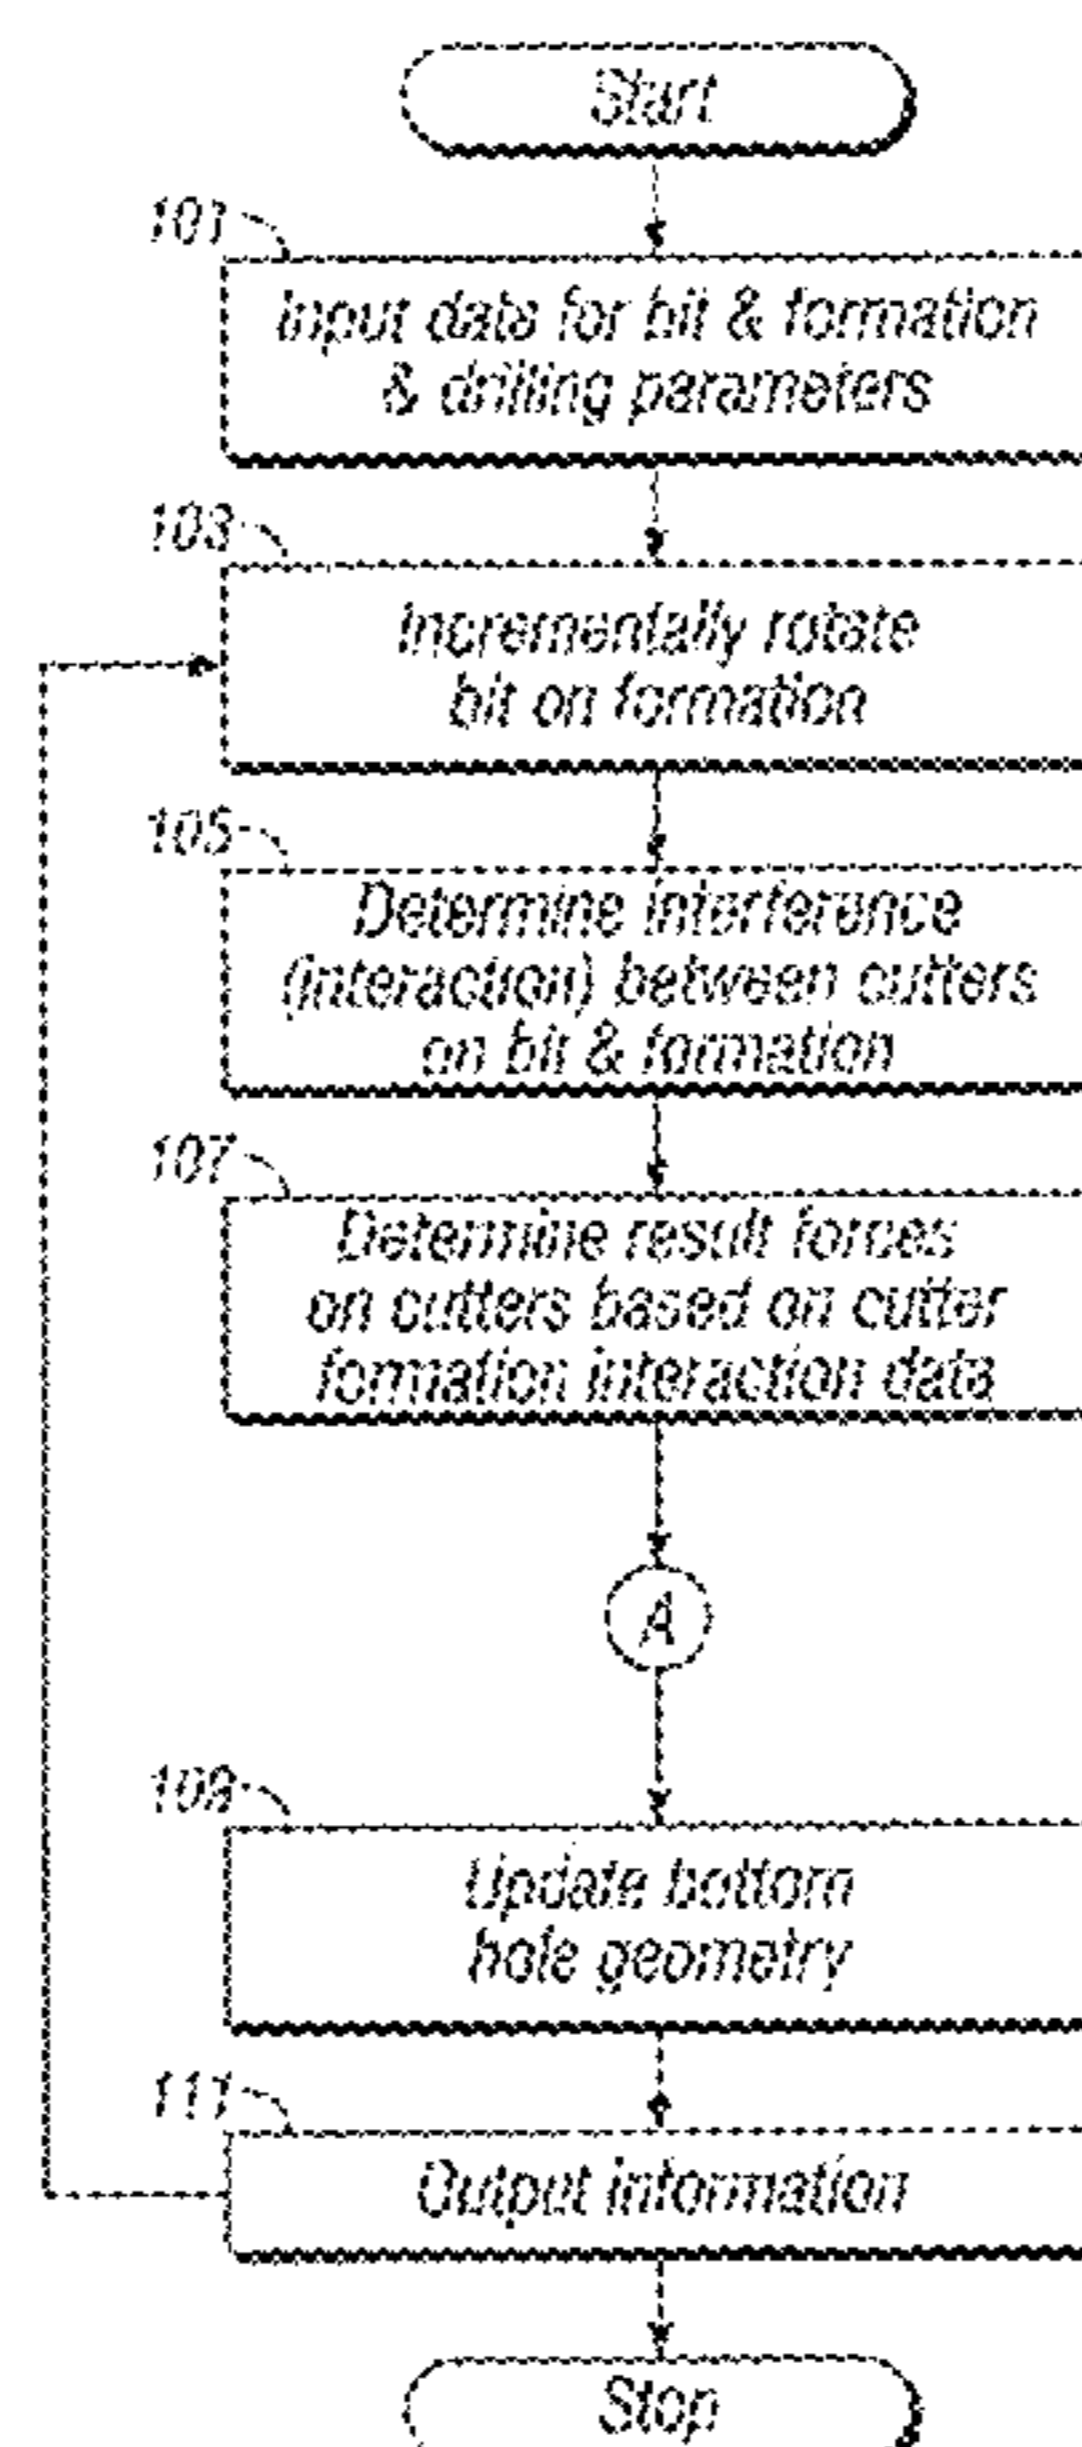 Start
101
Input data for bit & formation
& drilling parameters
103
Incrementally rotate
bit on formation
105
Determine interference
(interaction) between cutters
on bit & formation
107
Determine result forces
on cutters based on cutter
formation interaction data
A
109
Update bottom
hole geometry
111
Output information
Stop